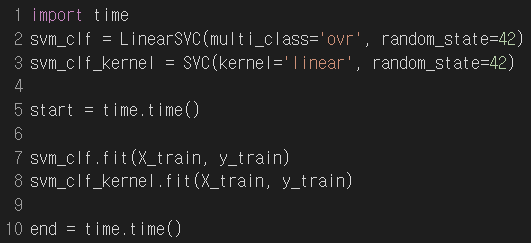 1 import time
2 svm_clf = LinearSVC(multi_class='ovr', random_state=42)
3 svm_clf_kernel = SVC(kernel='linear', random_state=42)
4
5 start = time.time()
6
7 svm_clf.fit(X_train, y_train)
8 svm_clf_kernel.fit(X_train, y_train)
9
10 end = time.time()